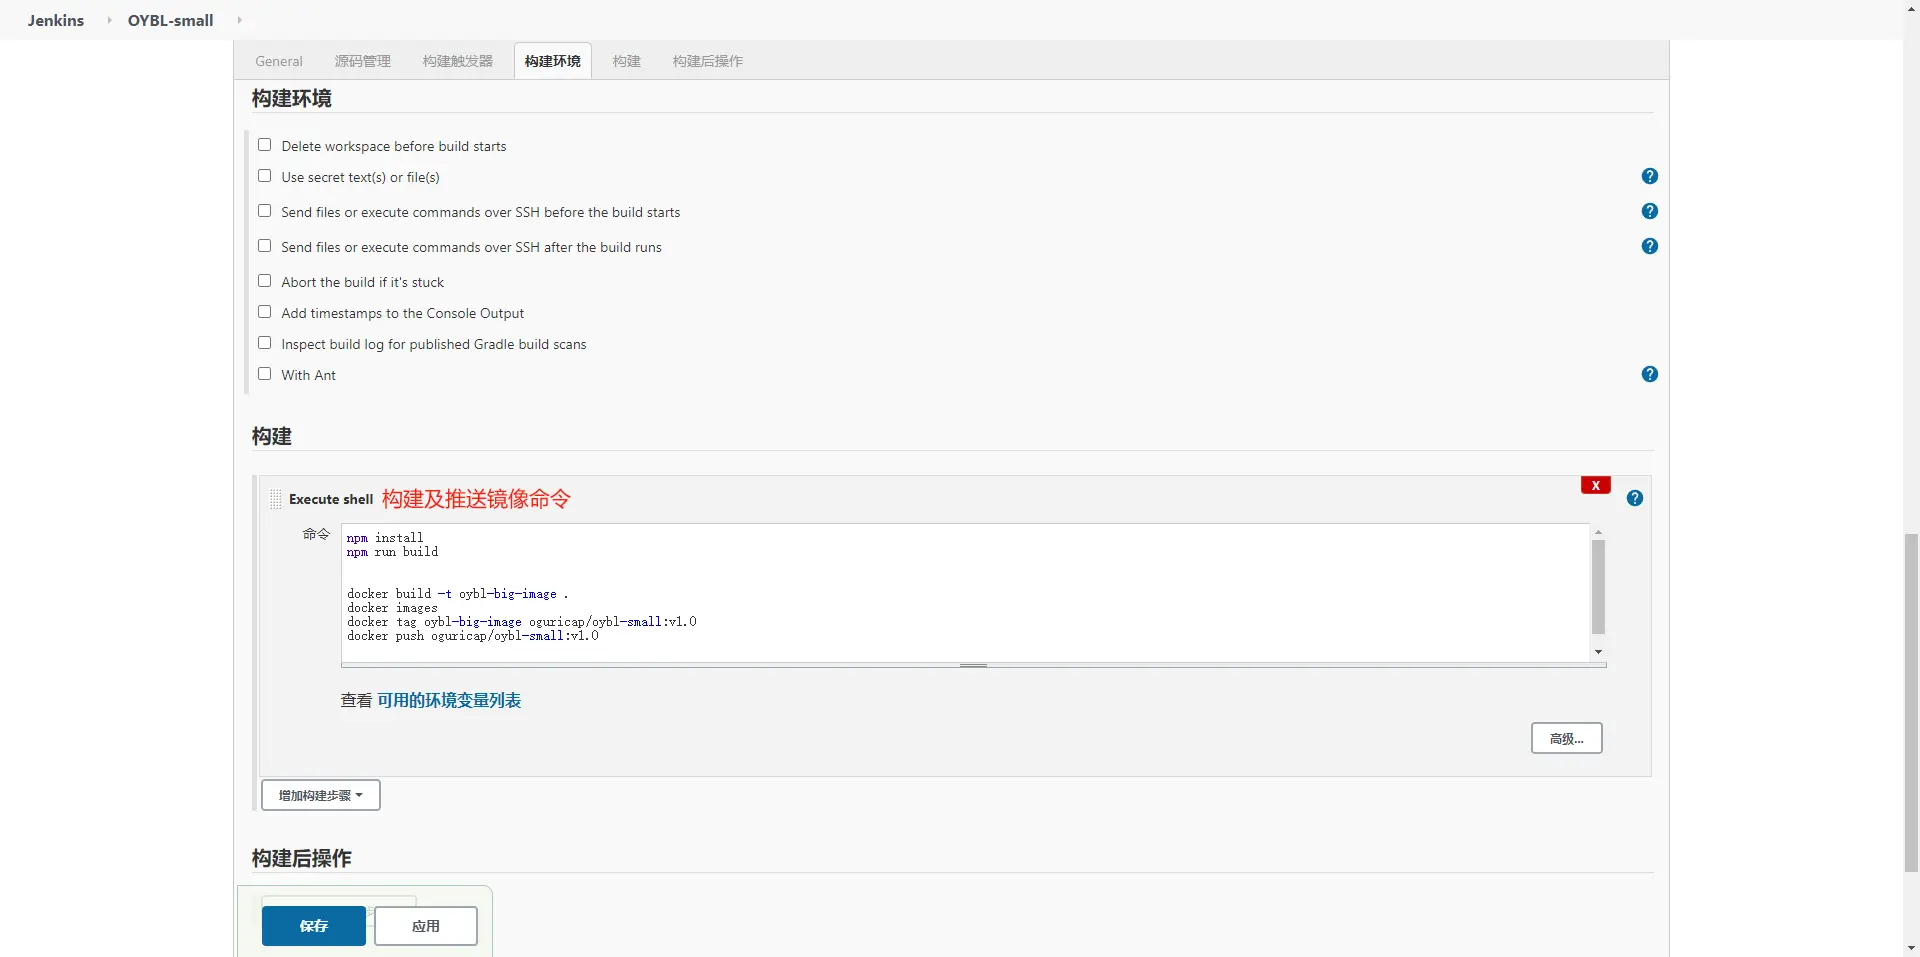 Jenkins OYBL-small
General 源码管理 构建触发器 构建环境 构建 构建后操作
构建环境
Delete workspace before build starts
Use secret text(s) or file(s)
Send files or execute commands over SSH before the build starts
Send files or execute commands over SSH after the build runs
Abort the build if it's stuck
Add timestamps to the Console Output
Inspect build log for published Gradle build scans
With Ant
构建
Execute shell 构建及推送镜像命令
X
命令
npm install
npm run build
docker build -t oybl-big-image .
docker images
docker tag oybl-big-image oguricap/oybl-small:v1.0
docker push oguricap/oybl-small:v1.0
查看 可用的环境变量列表
高级...
增加构建步骤
构建后操作
保存 应用